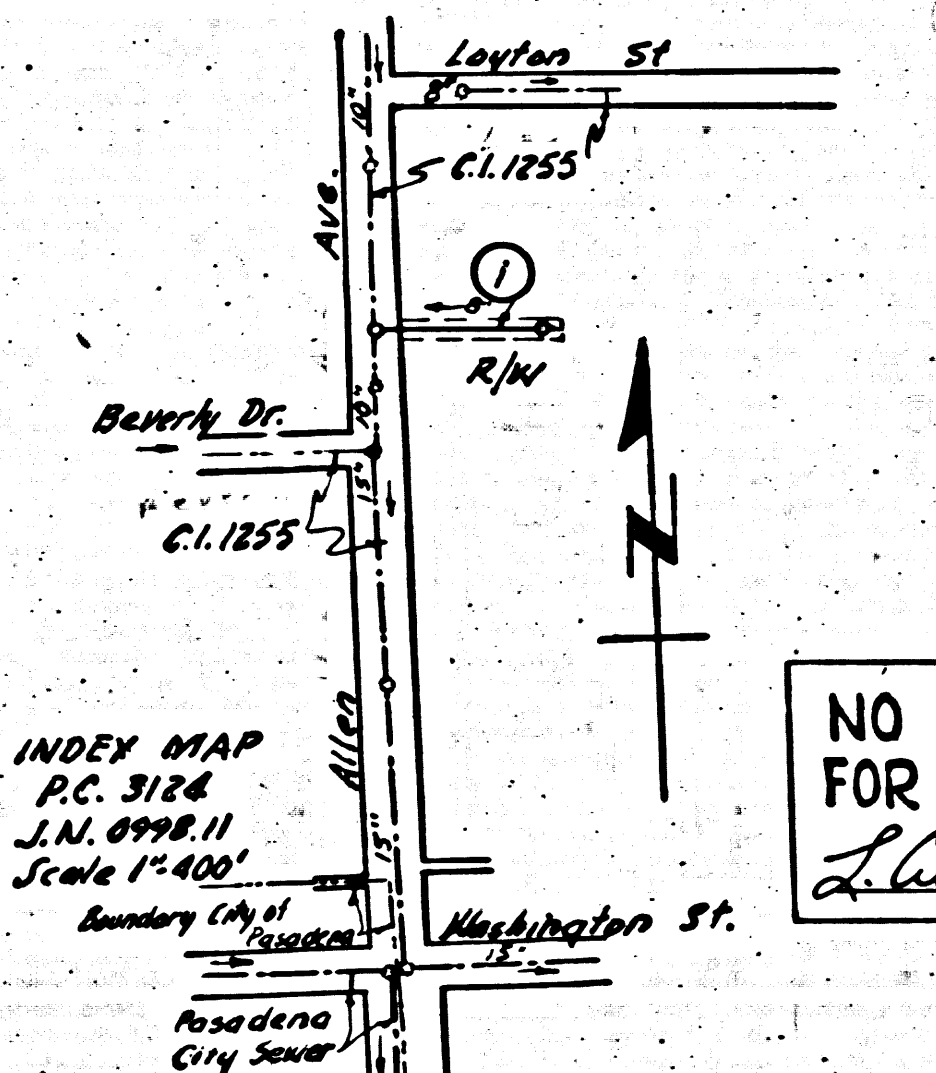 Layton St
8"
10"
C.I. 1255
Ave.
1
8"
R/W
10"
Beverly Dr.
15"
C.I. 1255
N
Allen
INDEX MAP
P.C. 3124
J.N. 0998.11
Scale 1"=400'
15"
NO
FOR
Boundary City of
Pasadena
Washington St.
15"
Pasadena
City Sewer